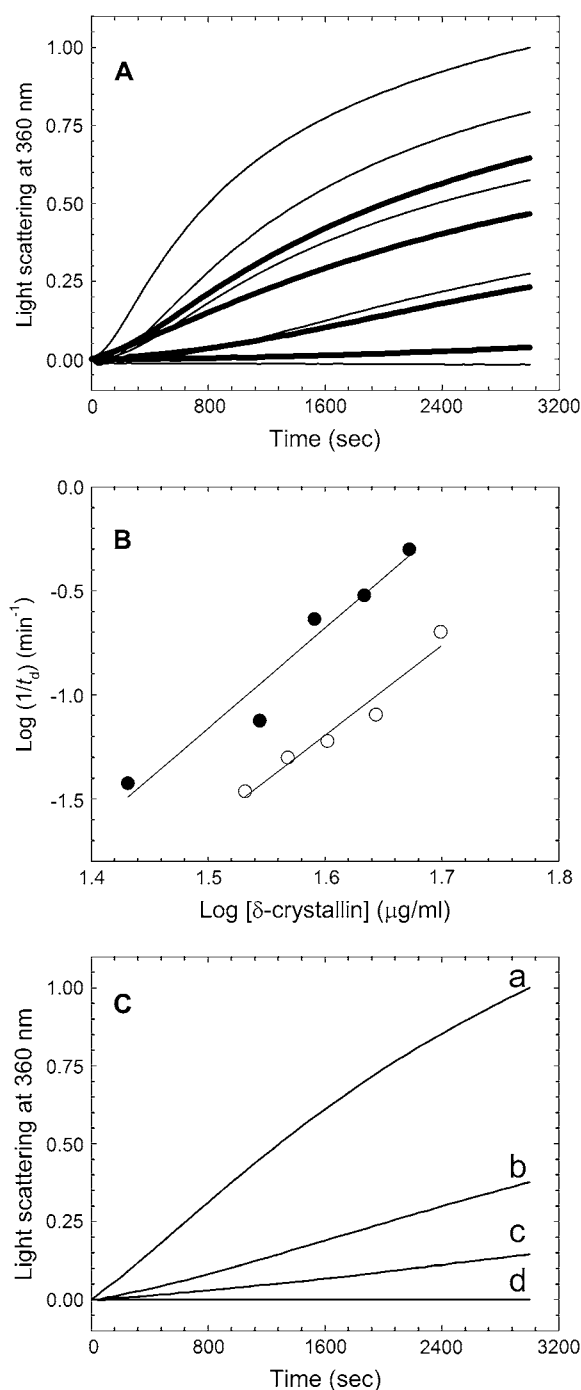 A
Light scattering at 360 nm
1.00
0.75
0.50
0.25
0.00
0 800 1600 2400 3200
Time (sec)
B
Log (1/t_d) (min⁻¹)
0.0
-0.5
-1.0
-1.5
1.4 1.5 1.6 1.7 1.8
Log [δ-crystallin] (μg/ml)
C
Light scattering at 360 nm
1.00
0.75
0.50
0.25
0.00
a
b
c
d
0 800 1600 2400 3200
Time (sec)